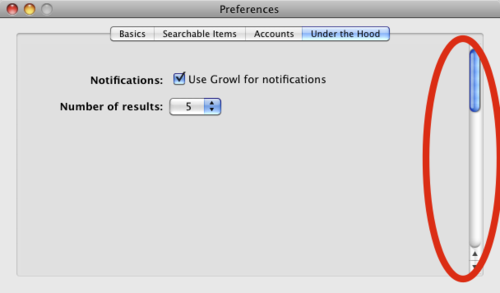 Preferences
Basics Searchable Items Accounts Under the Hood
Notifications: Use Growl for notifications
Number of results: 5